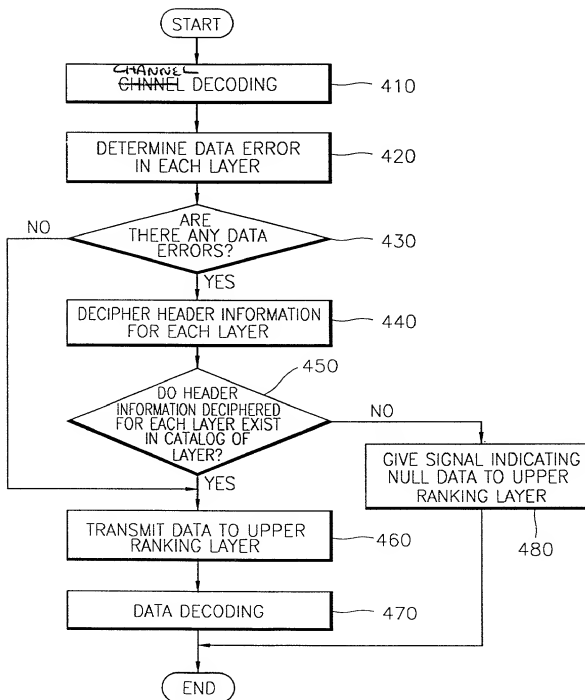 START
CHANNEL
CHNNEL DECODING
410
DETERMINE DATA ERROR
IN EACH LAYER
420
ARE
THERE ANY DATA
ERRORS?
430
NO
YES
DECIPHER HEADER INFORMATION
FOR EACH LAYER
440
450
DO HEADER
INFORMATION DECIPHERED
FOR EACH LAYER EXIST
IN CATALOG OF
LAYER?
NO
YES
GIVE SIGNAL INDICATING
NULL DATA TO UPPER
RANKING LAYER
480
TRANSMIT DATA TO UPPER
RANKING LAYER
460
DATA DECODING
470
END